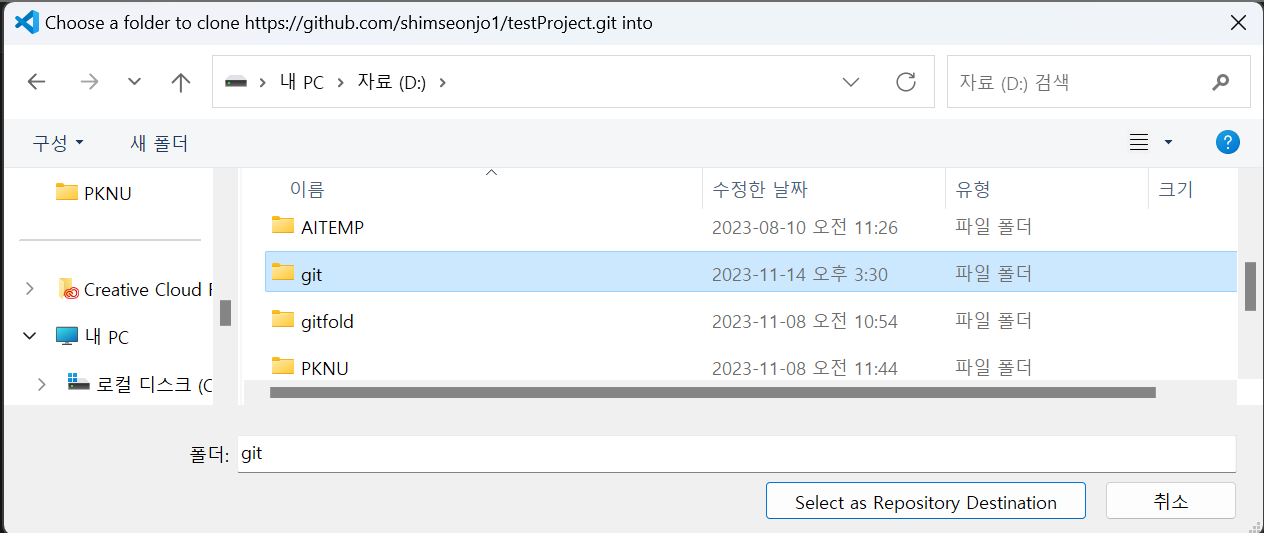 Choose a folder to clone https://github.com/shimseonjo1/testProject.git into
내 PC 자료 (D:)
자료 (D:) 검색
구성 새 폴더
PKNU
Creative Cloud F
내 PC
로컬 디스크 (C
이름 수정한 날짜 유형 크기
AITEMP 2023-08-10 오전 11:26 파일 폴더
git 2023-11-14 오후 3:30 파일 폴더
gitfold 2023-11-08 오전 10:54 파일 폴더
PKNU 2023-11-08 오전 11:44 파일 폴더
폴더: git
Select as Repository Destination 취소